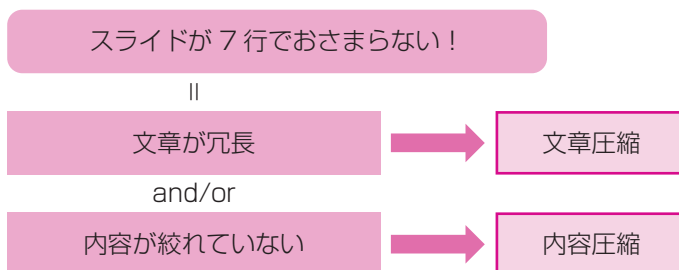 スライドが 7 行でおさまらない！
=
文章が冗長
文章圧縮
and/or
内容が絞れていない
内容圧縮